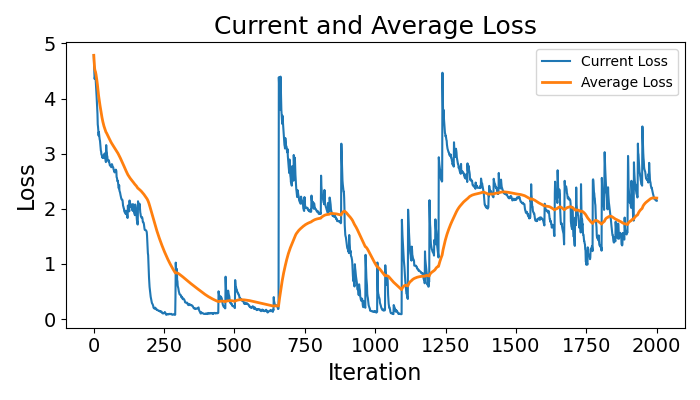 Current and Average Loss
Current Loss
Average Loss
Loss
5
4
3
2
1
0
0 250 500 750 1000 1250 1500 1750 2000
Iteration